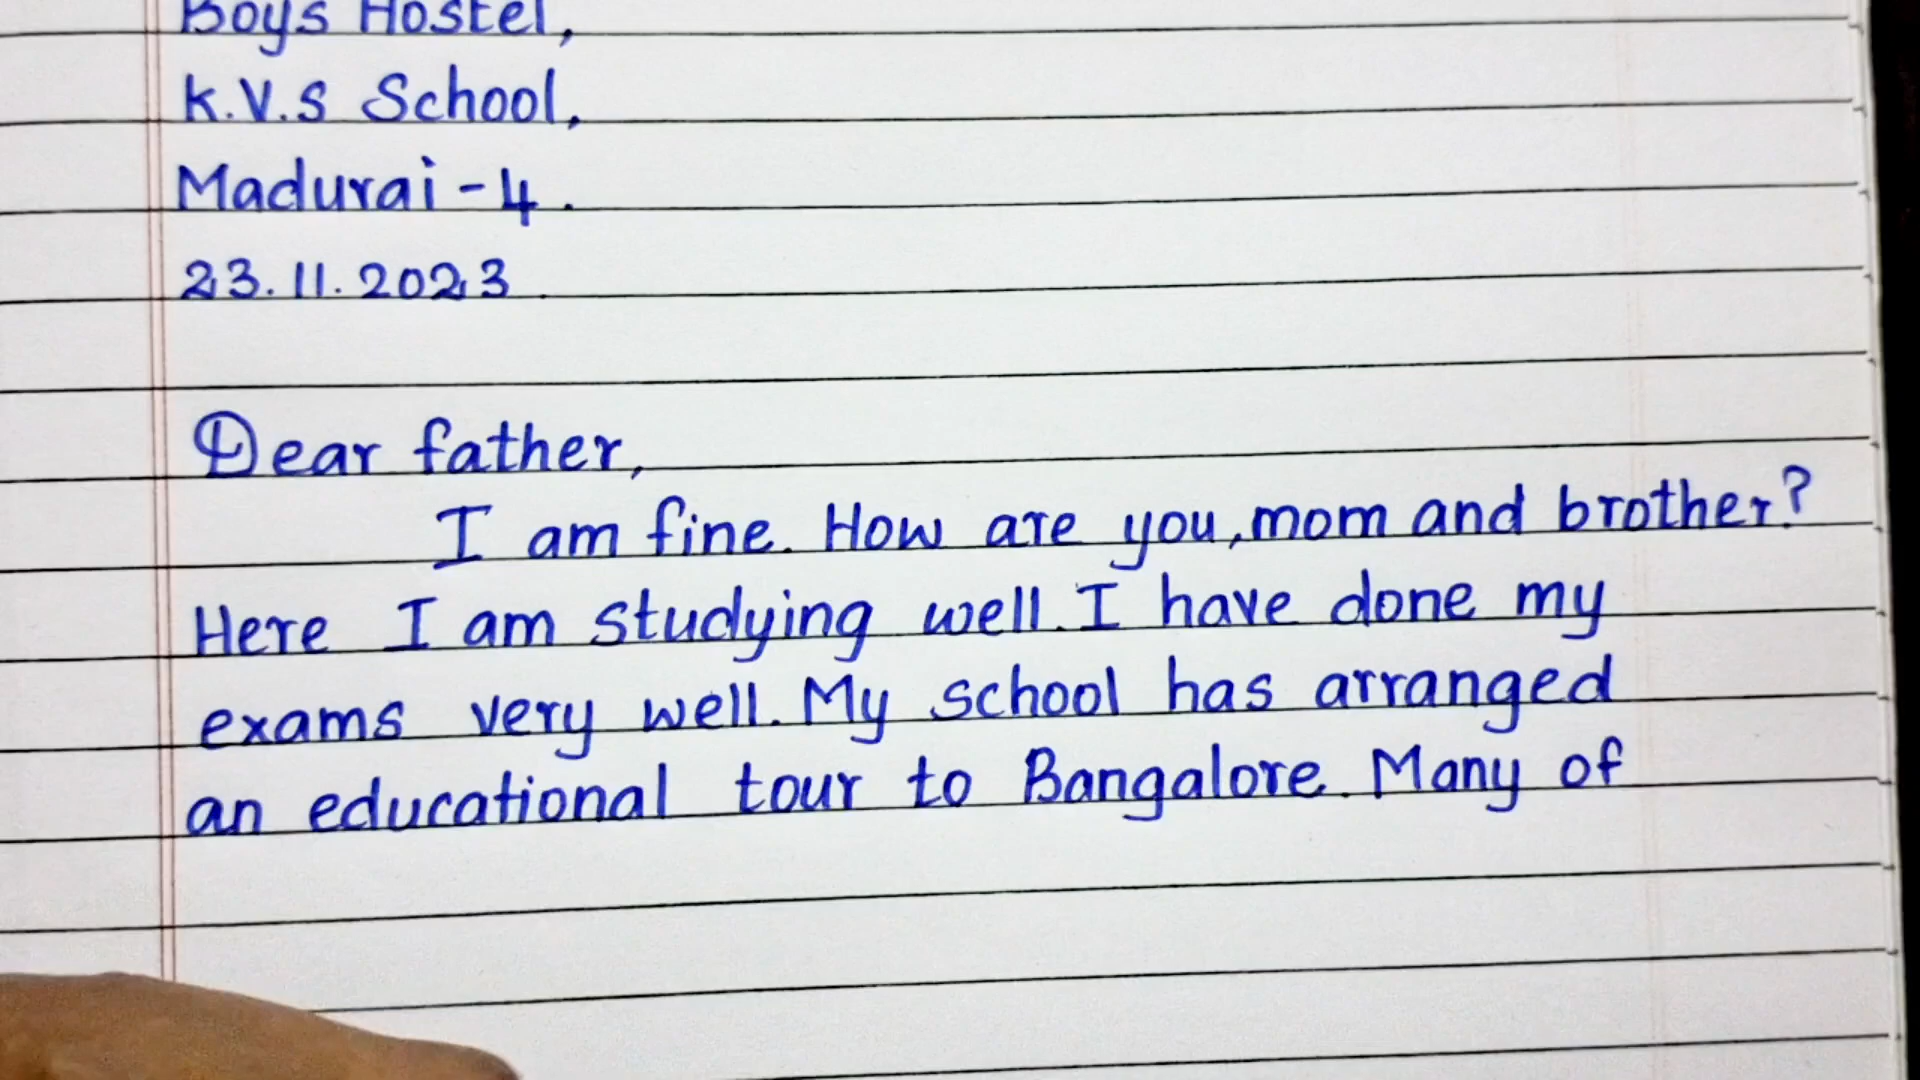 Boys Hostel,
K.V.S School,
Madurai - 4.
23.11.2023.
Dear father,
I am fine. How are you, mom and brother?
Here I am studying well. I have done my
exams very well. My school has arranged
an educational tour to Bangalore. Many of